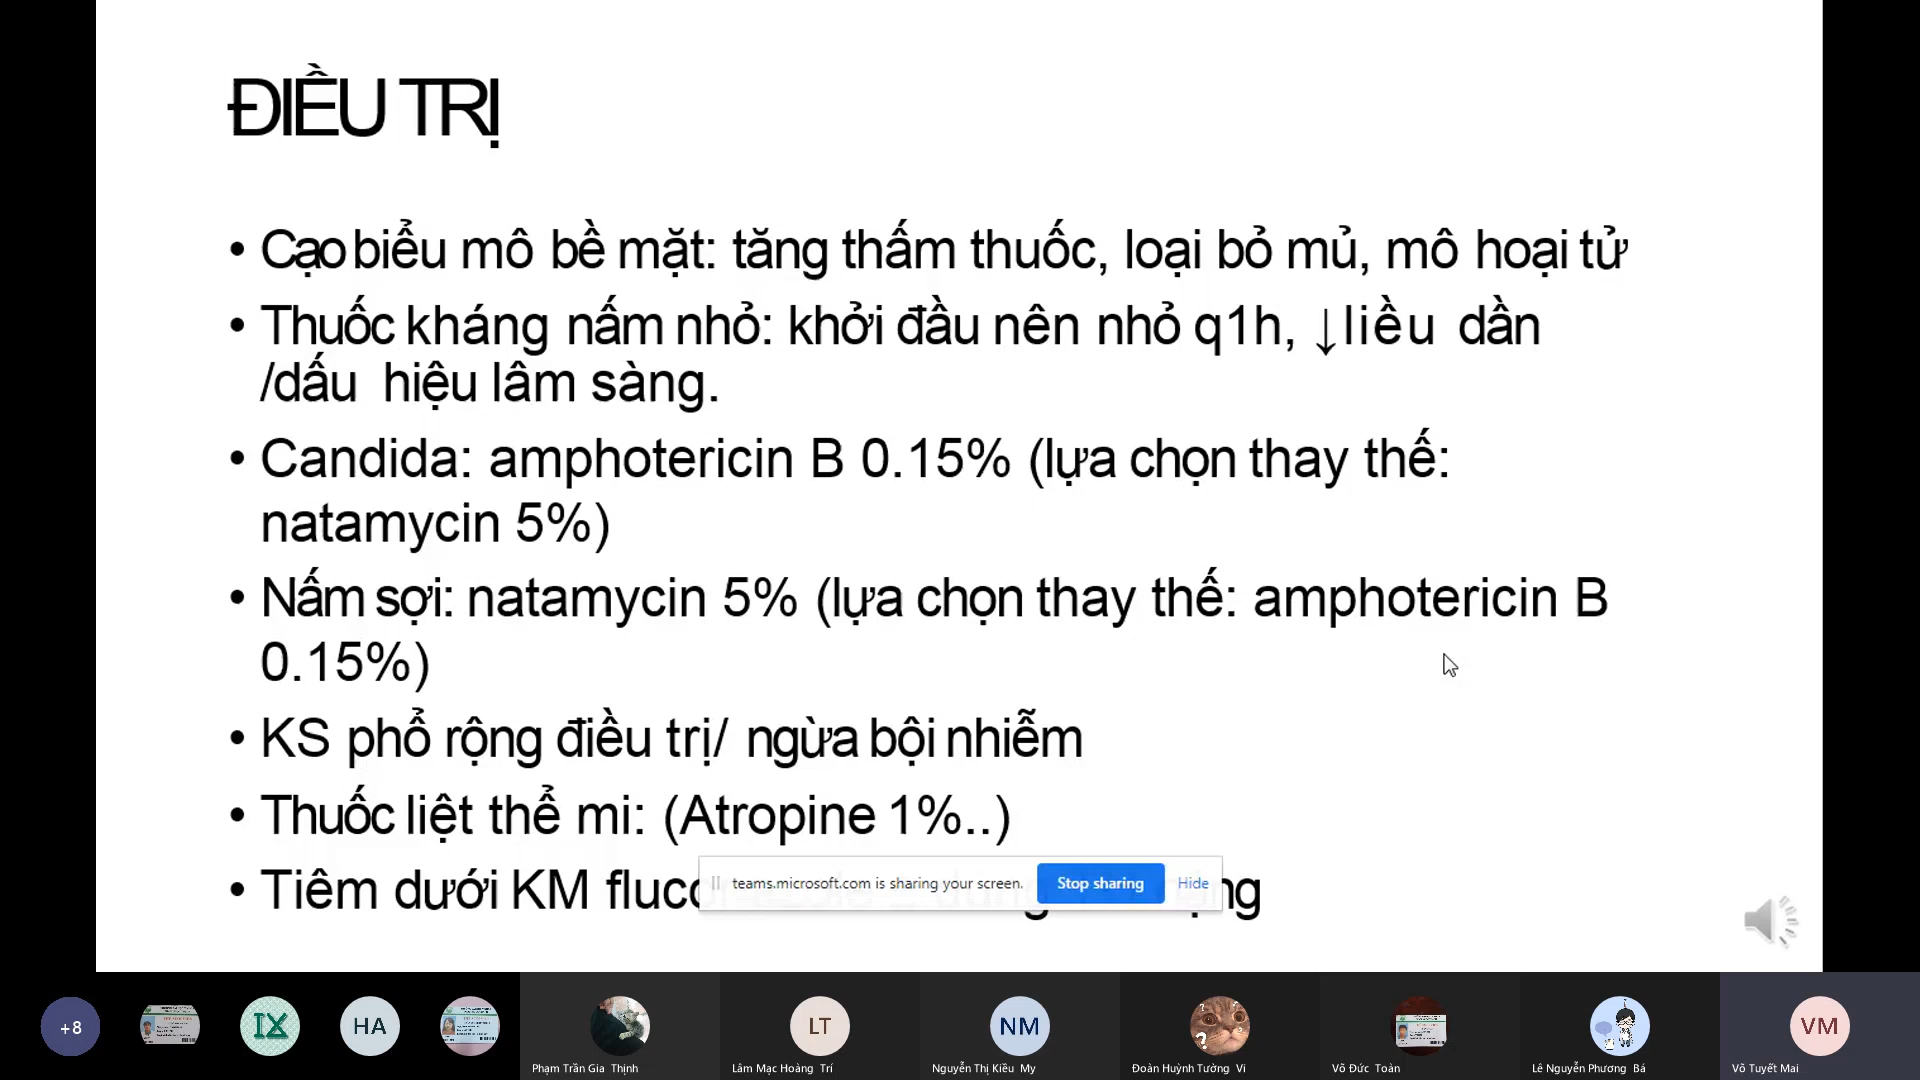 ĐIỀU TRỊ
• Cạo biểu mô bề mặt: tăng thấm thuốc, loại bỏ mủ, mô hoại tử
• Thuốc kháng nấm nhỏ: khởi đầu nên nhỏ q1h, ↓liều dần
/dấu hiệu lâm sàng.
• Candida: amphotericin B 0.15% (lựa chọn thay thế:
natamycin 5%)
• Nấm sợi: natamycin 5% (lựa chọn thay thế: amphotericin B
0.15%)
• KS phổ rộng điều trị/ ngừa bội nhiễm
• Thuốc liệt thể mi: (Atropine 1%..)
• Tiêm dưới KM
teams.microsoft.com is sharing your screen. Stop sharing Hide
+8 IX HA LT NM VM
Phạm Trần Gia Thịnh Lâm Mạc Hoàng Trí Nguyễn Thị Kiều My Đoàn Huỳnh Tường Vi Võ Đức Toàn Lê Nguyễn Phương Bá Võ Tuyết Mai